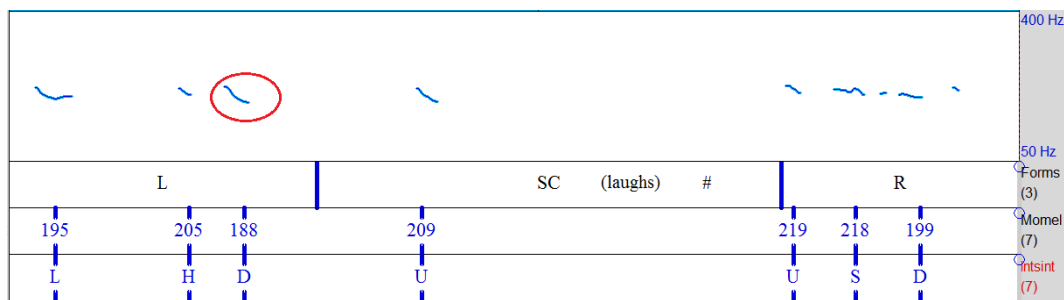 400 Hz
50 Hz
L SC (laughs) # R Forms
(3)
195 205 188 209 219 218 199 Momel
(7)
L H D U U S D Intsint
(7)